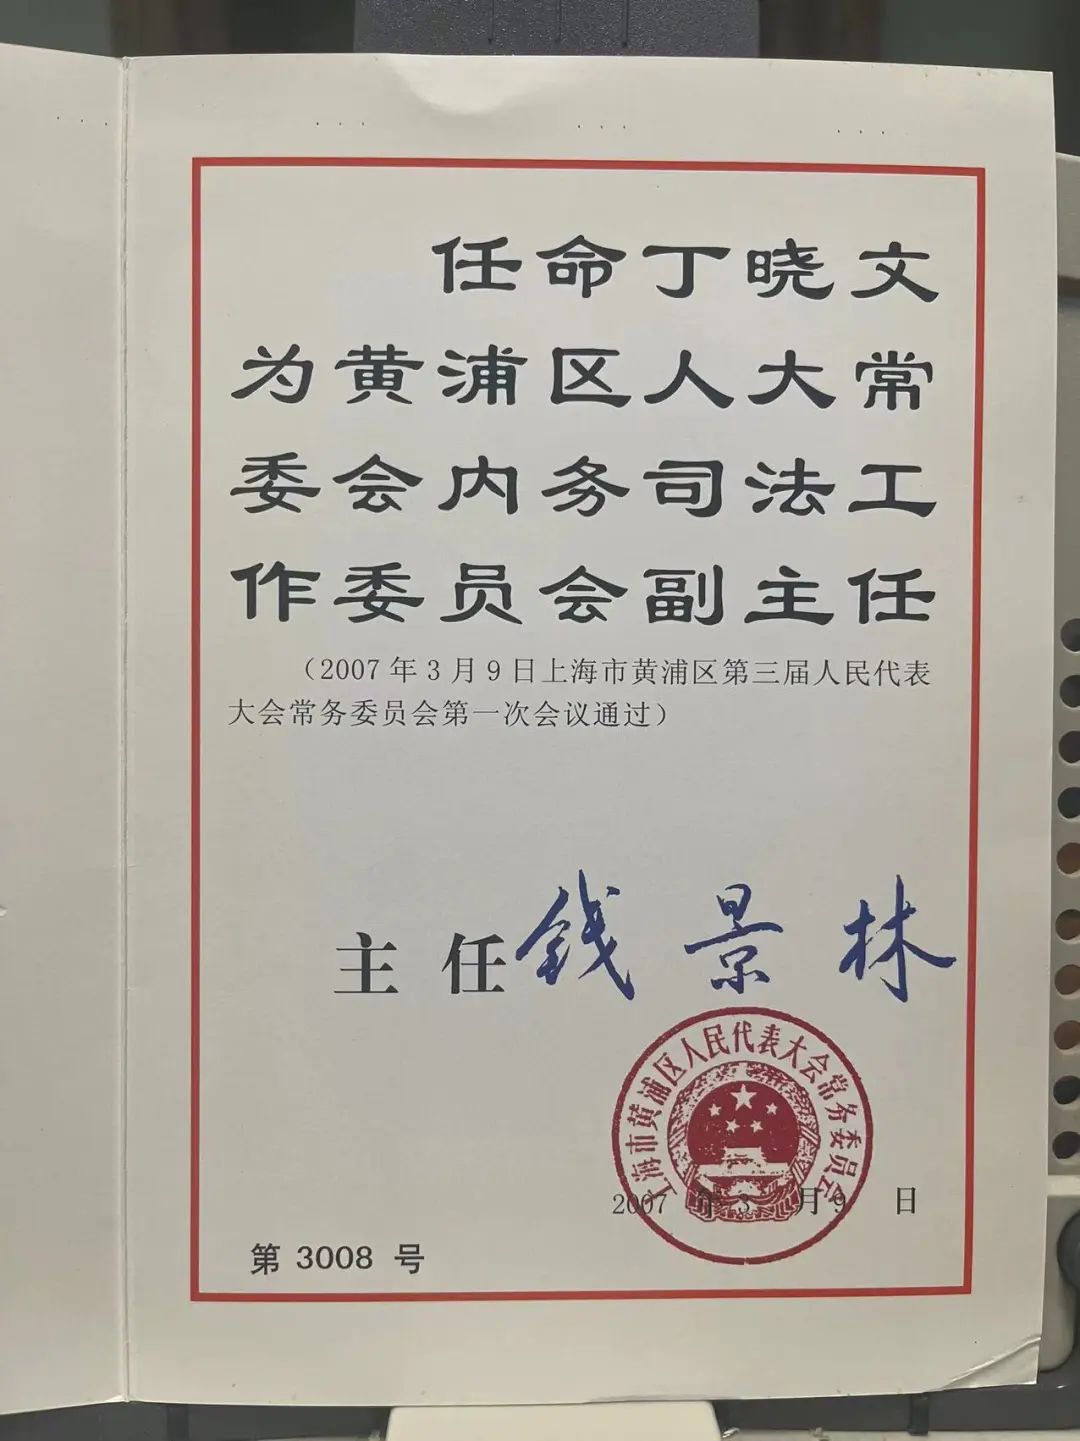 任命丁晓文
为黄浦区人大常
委会内务司法工
作委员会副主任
（2007年3月9日上海市黄浦区第三届人民代表
大会常务委员会第一次会议通过）
主 任 钱景林
上海市黄浦区人民代表大会常务委员会
2007 年 3 月 9 日
第 3008 号